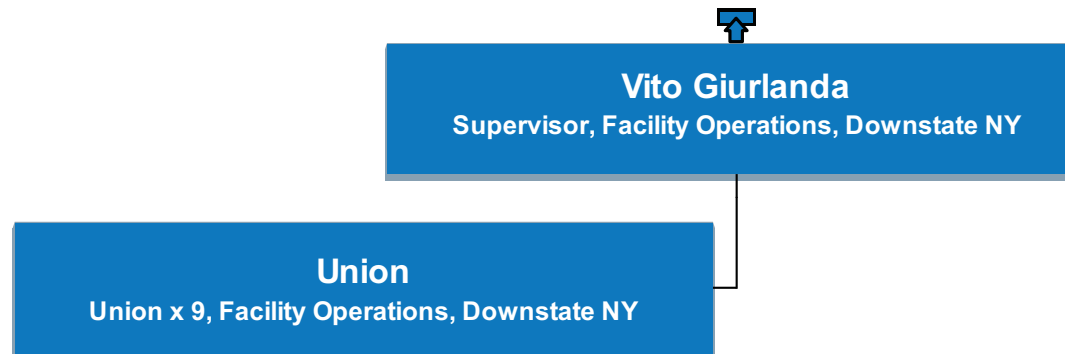 Vito Giurlanda
Supervisor, Facility Operations, Downstate NY
Union
Union x 9, Facility Operations, Downstate NY